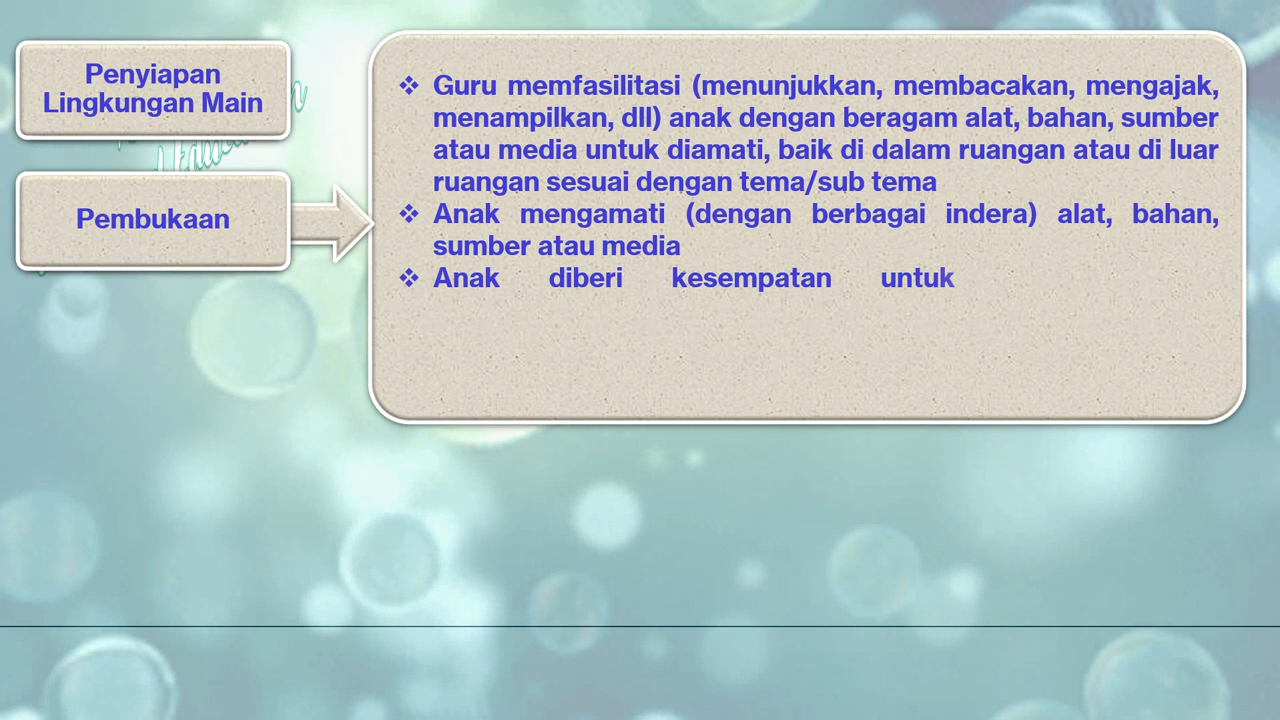 Penyiapan
Lingkungan Main
Pembukaan
❖ Guru memfasilitasi (menunjukkan, membacakan, mengajak,
menampilkan, dll) anak dengan beragam alat, bahan, sumber
atau media untuk diamati, baik di dalam ruangan atau di luar
ruangan sesuai dengan tema/sub tema
❖ Anak mengamati (dengan berbagai indera) alat, bahan,
sumber atau media
❖ Anak diberi kesempatan untuk